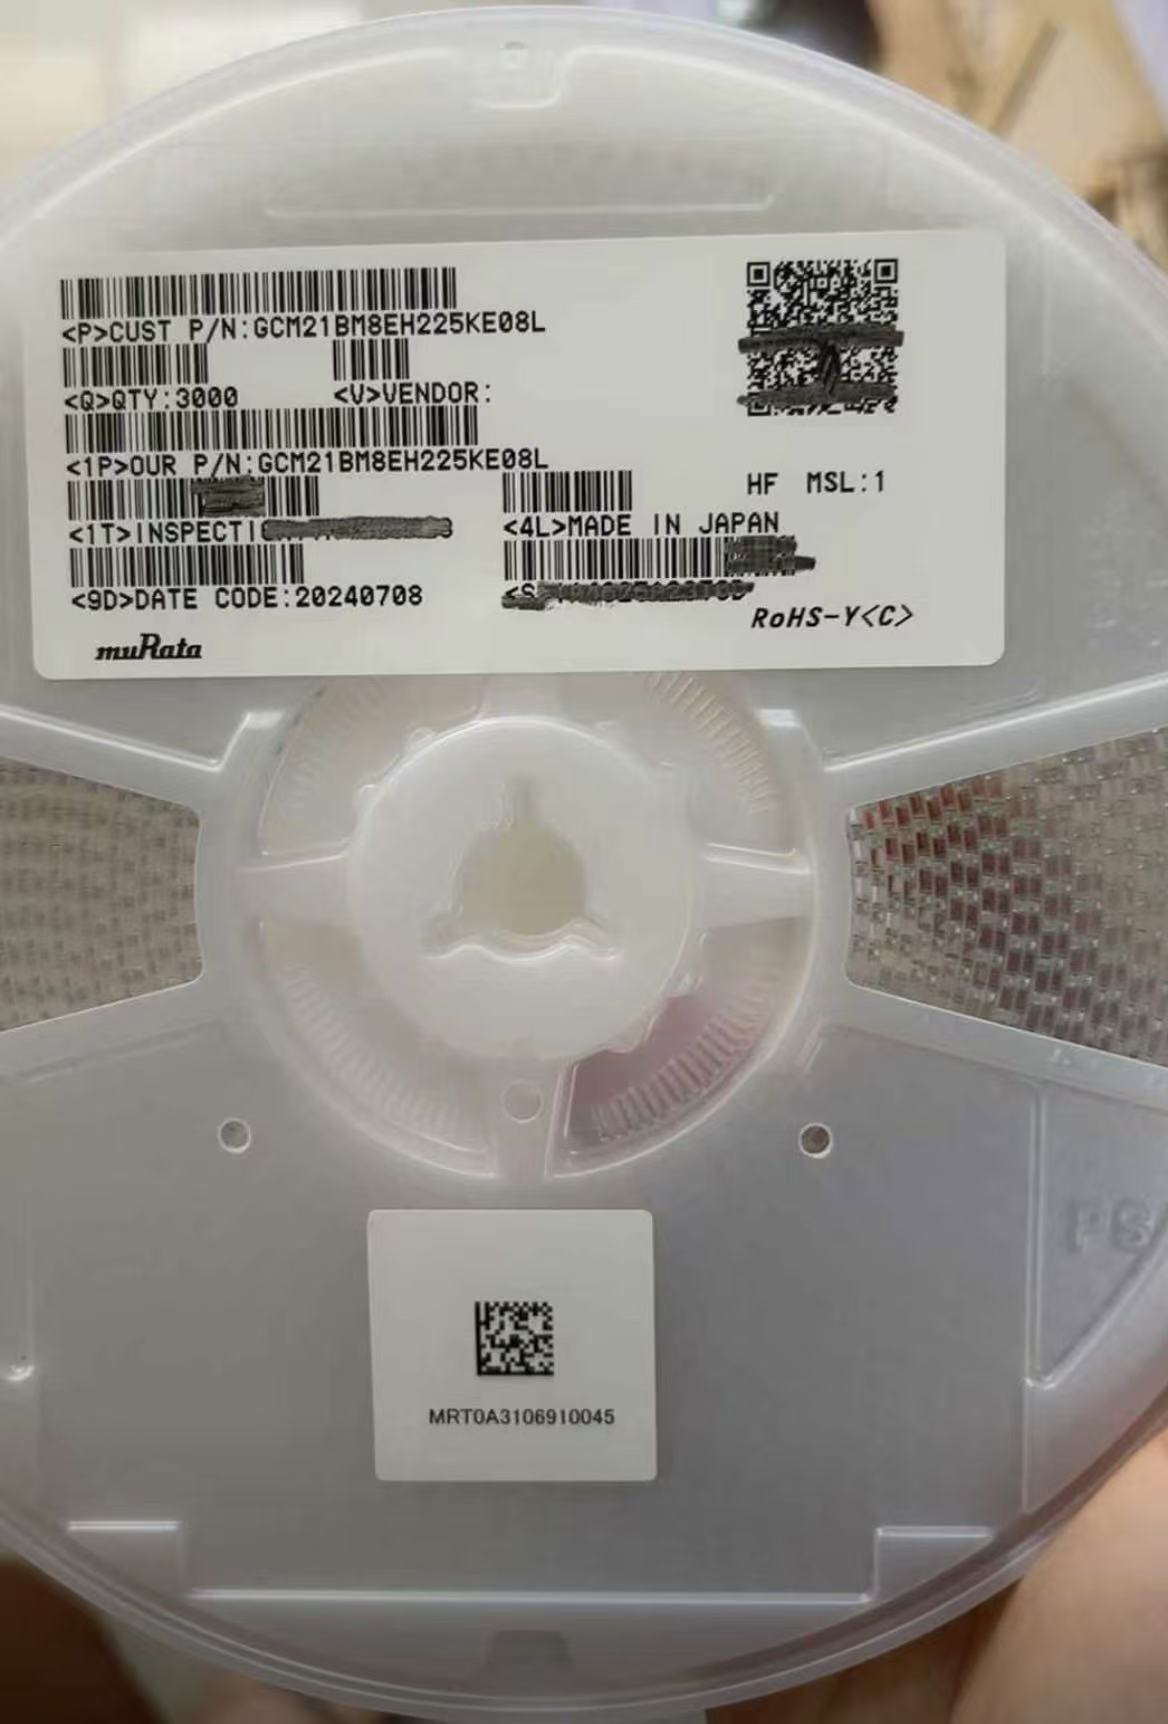 <P>CUST P/N:GCM21BM8EH225KE08L
<Q>QTY:3000 <V>VENDOR:
<1P>OUR P/N:GCM21BM8EH225KE08L
HF MSL:1
<1T>INSPECTI
<4L>MADE IN JAPAN
<9D>DATE CODE:20240708
<S
RoHS-Y<C>
muRata
PS
MRT0A3106910045